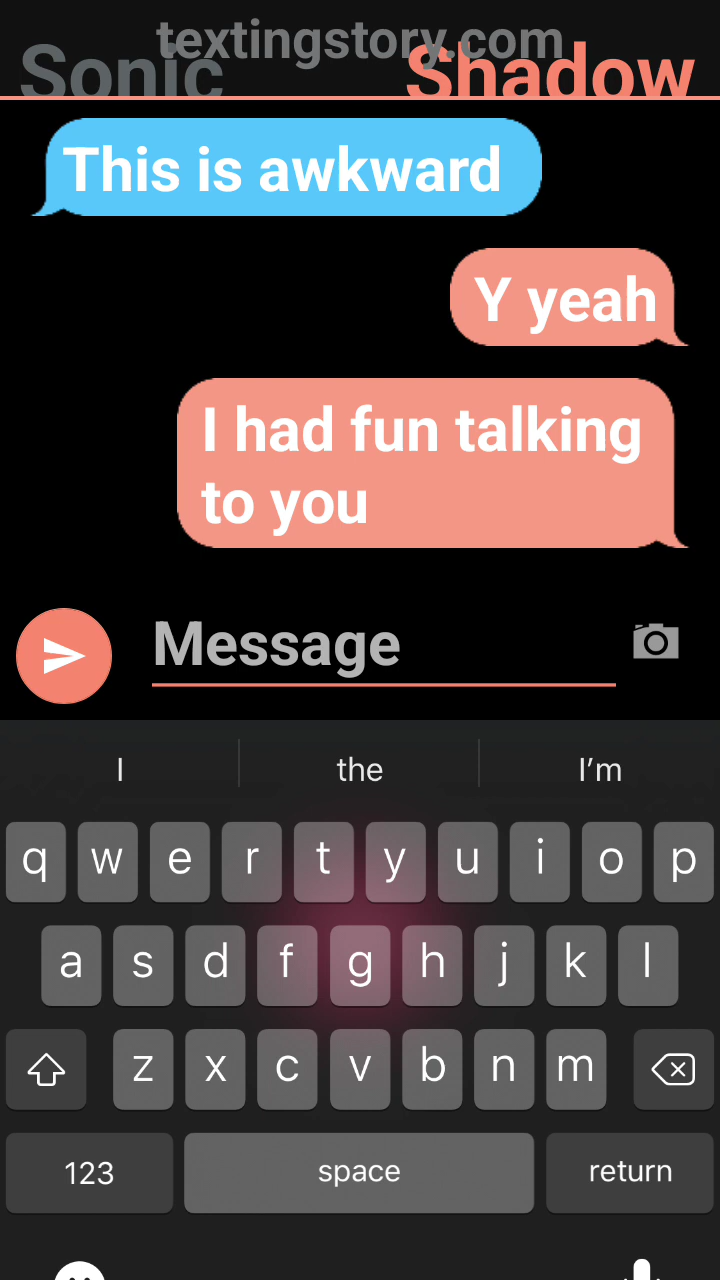 textingstory.com
Sonic Shadow
This is awkward
Y yeah
I had fun talking
to you
Message
I the I'm
q w e r t y u i o p
a s d f g h j k l
z x c v b n m
123 space return